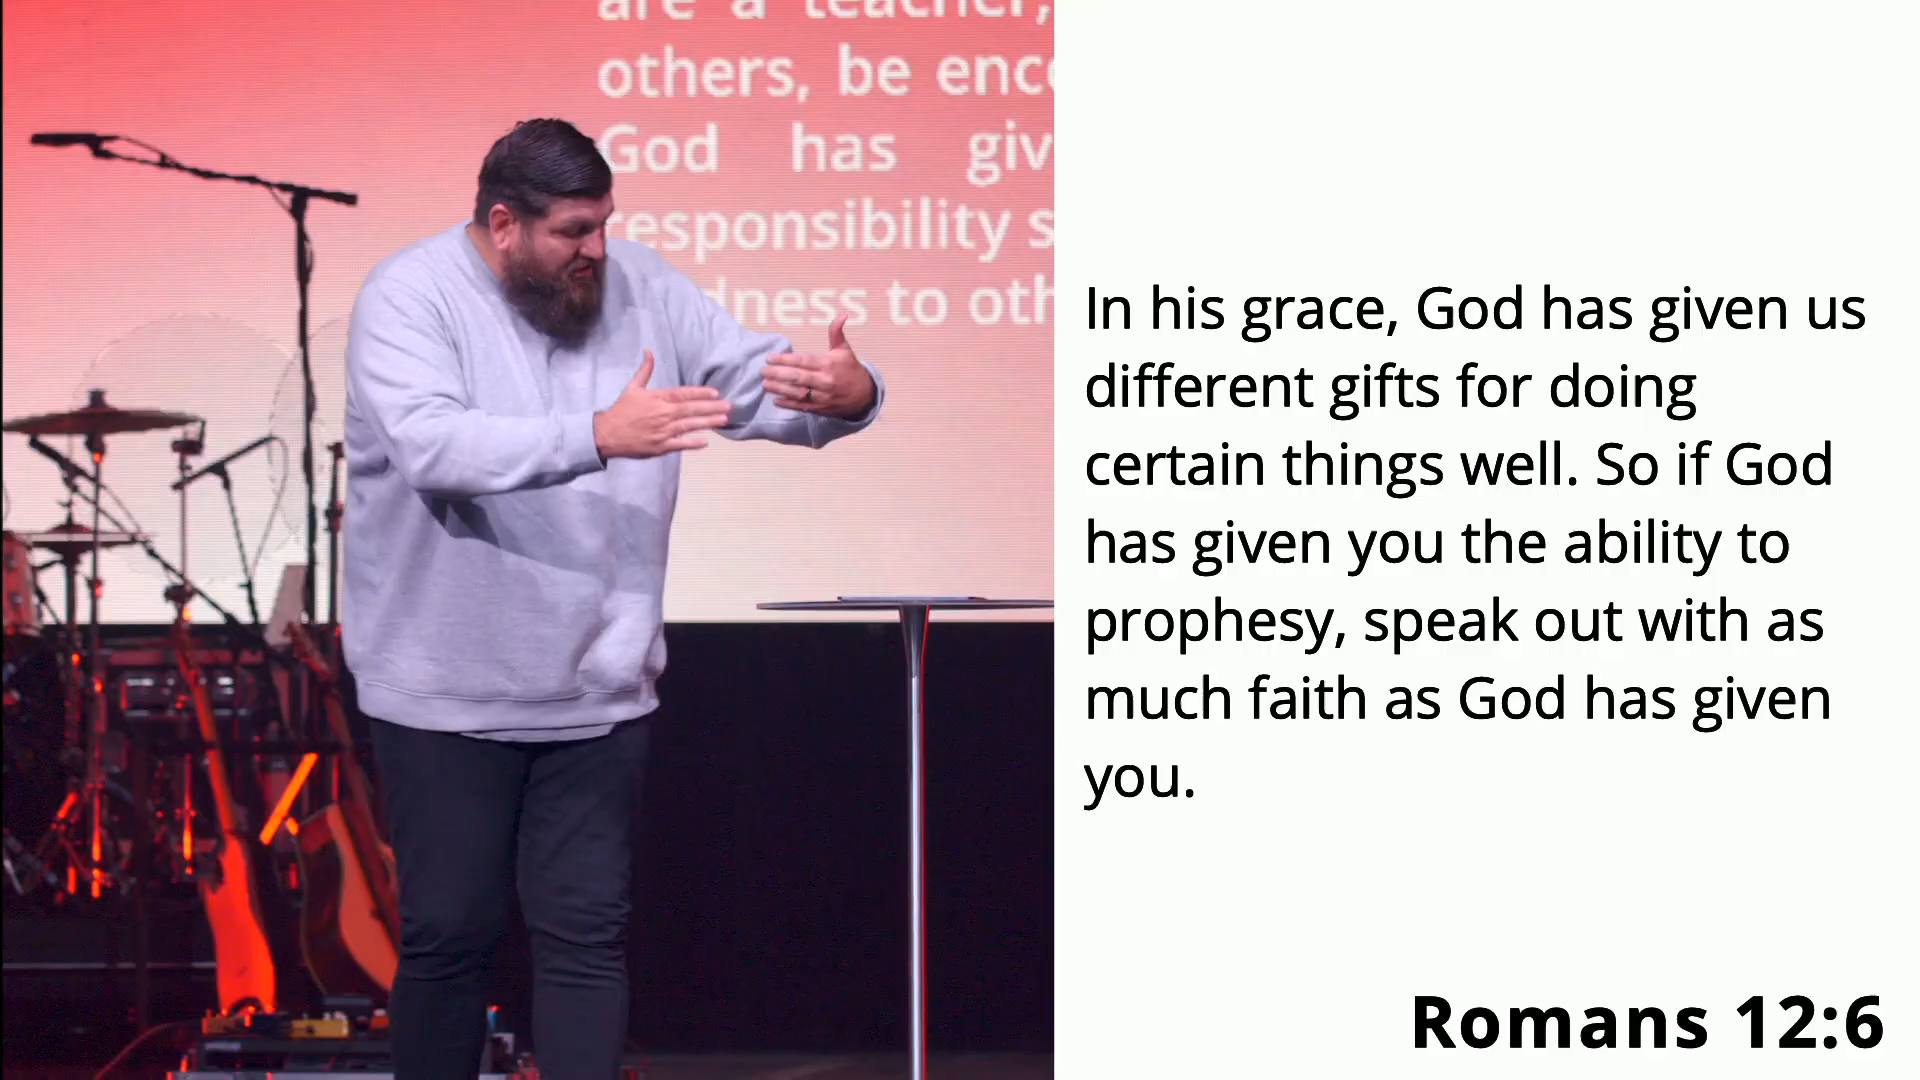 are a teacher,
others, be enc
God has giv
responsibility s
dness to oth
In his grace, God has given us
different gifts for doing
certain things well. So if God
has given you the ability to
prophesy, speak out with as
much faith as God has given
you.
Romans 12:6